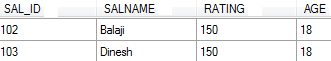 SAL_ID SALNAME RATING AGE
102 Balaji 150 18
103 Dinesh 150 18